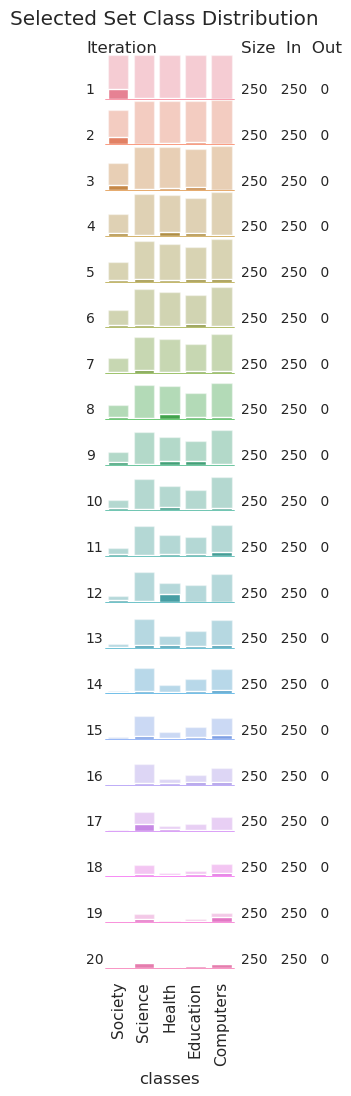 Selected Set Class Distribution
Iteration Size In Out
1 250 250 0
2 250 250 0
3 250 250 0
4 250 250 0
5 250 250 0
6 250 250 0
7 250 250 0
8 250 250 0
9 250 250 0
10 250 250 0
11 250 250 0
12 250 250 0
13 250 250 0
14 250 250 0
15 250 250 0
16 250 250 0
17 250 250 0
18 250 250 0
19 250 250 0
20 250 250 0
Society
Science
Health
Education
Computers
classes